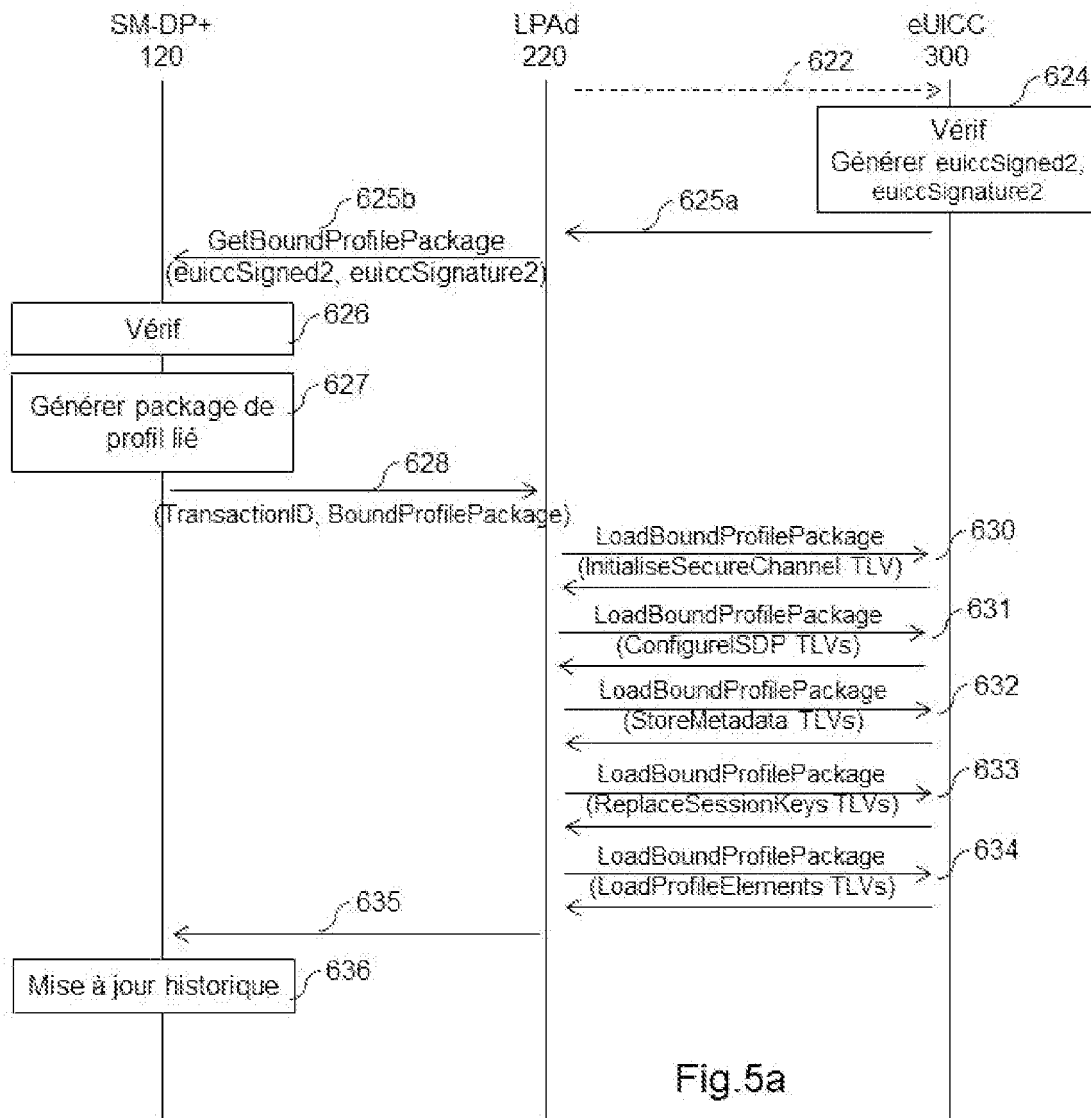 SM-DP+
120
LPAd
220
eUICC
300
622
624
Vérif
Générer euiccSigned2,
euiccSignature2
625b
625a
GetBoundProfilePackage
(euiccSigned2, euiccSignature2)
Vérif
626
Générer package de
profil lié
627
628
(TransactionID, BoundProfilePackage)
LoadBoundProfilePackage
630
(InitialiseSecureChannel TLV)
LoadBoundProfilePackage
631
(ConfigureISDP TLVs)
LoadBoundProfilePackage
632
(StoreMetadata TLVs)
LoadBoundProfilePackage
633
(ReplaceSessionKeys TLVs)
LoadBoundProfilePackage
634
(LoadProfileElements TLVs)
635
Mise à jour historique
636
Fig.5a